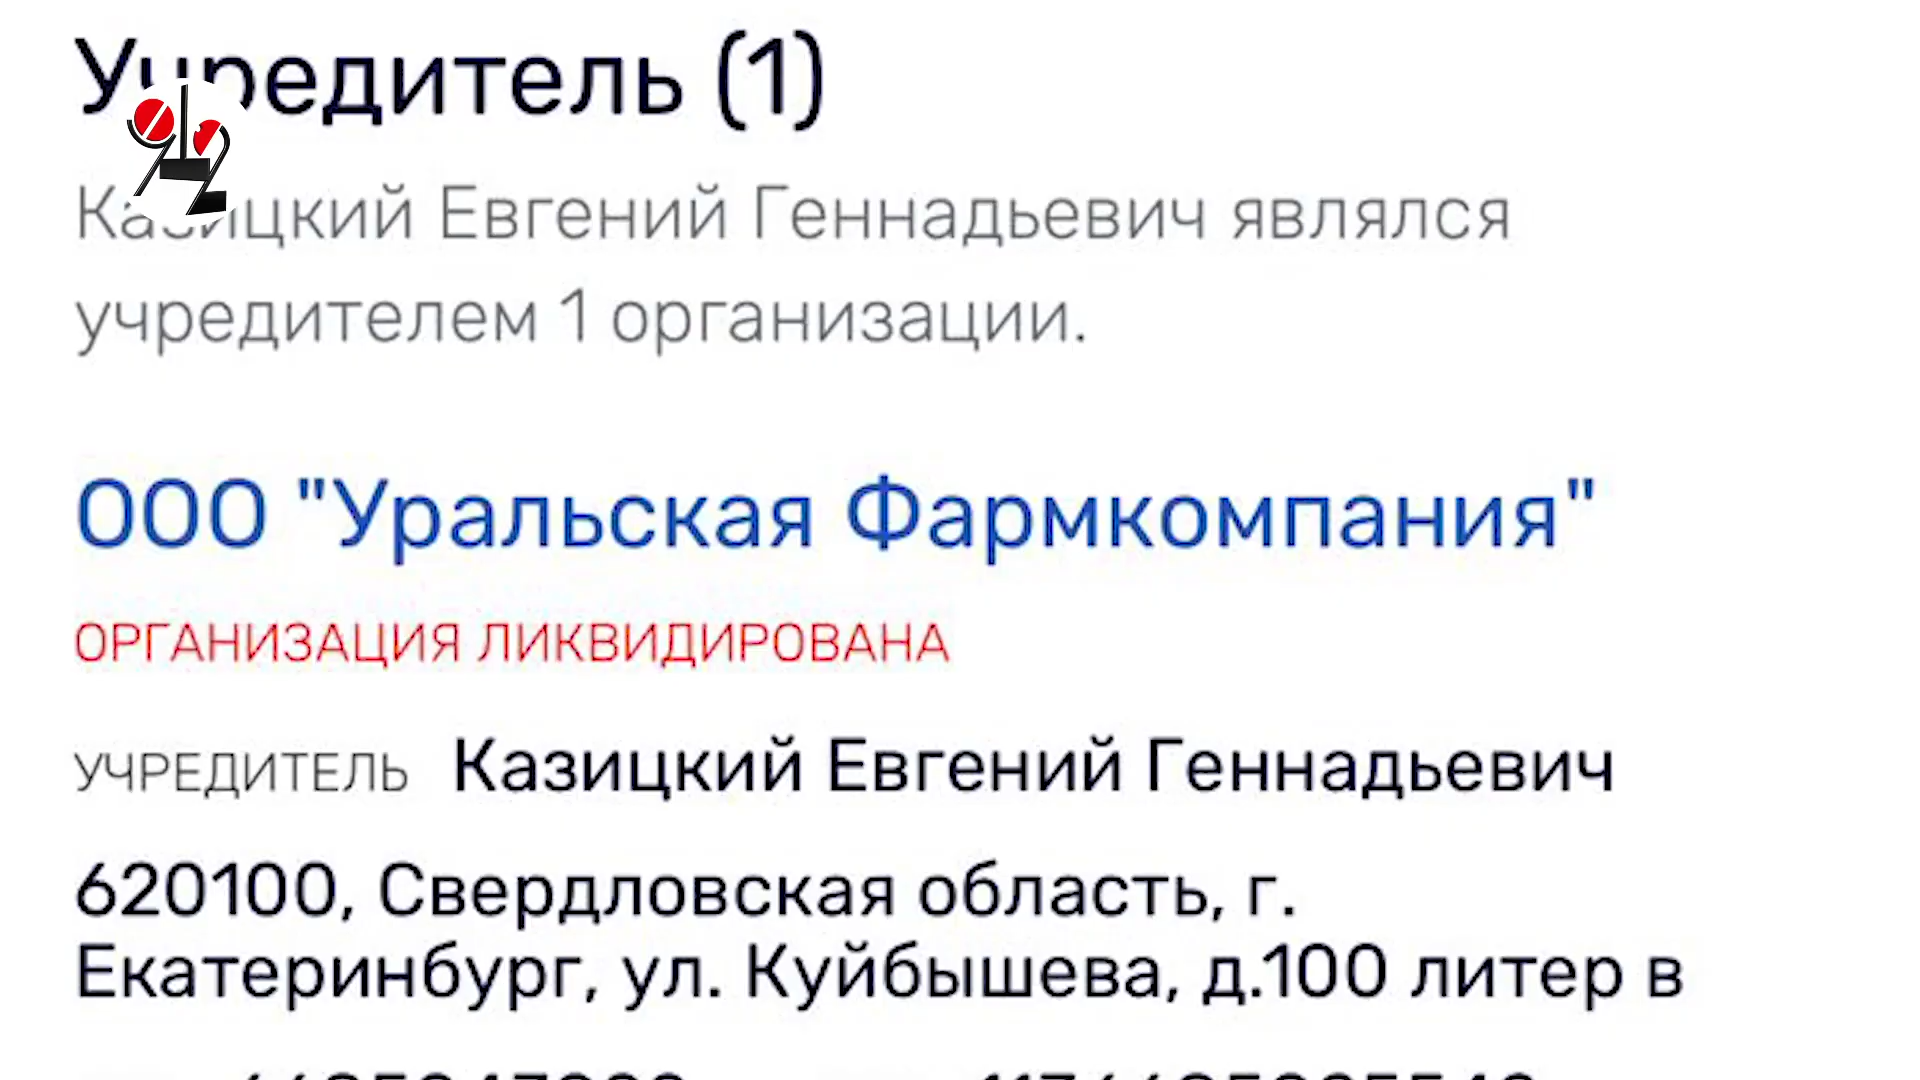 Учредитель (1)
Казицкий Евгений Геннадьевич являлся
учредителем 1 организации.
ООО "Уральская Фармкомпания"
ОРГАНИЗАЦИЯ ЛИКВИДИРОВАНА
УЧРЕДИТЕЛЬ Казицкий Евгений Геннадьевич
620100, Свердловская область, г.
Екатеринбург, ул. Куйбышева, д.100 литер в